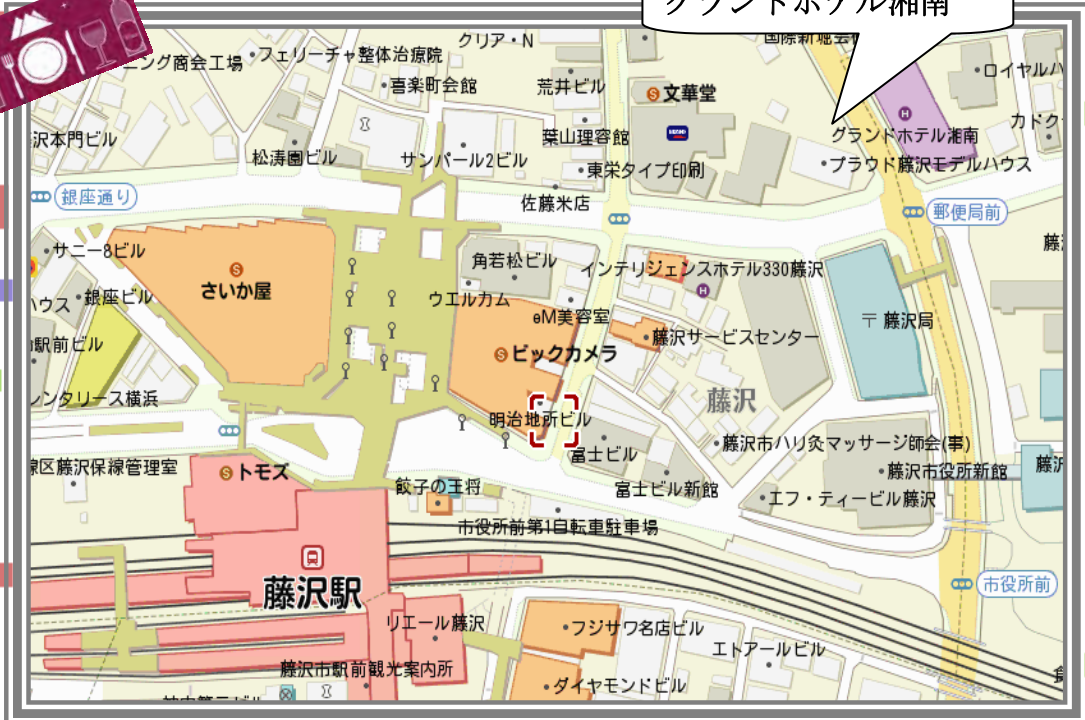 グランドホテル湘南
クリア・N
フェリーチャ整体治療院
ニング商会工場
喜楽町会館
荒井ビル
文華堂
ロイヤルハ
沢本門ビル
松涛園ビル
サンパール2ビル
葉山理容館
東栄タイプ印刷
グランドホテル湘南
プラウド藤沢モデルハウス
カドク
銀座通り
佐藤米店
郵便局前
サニー8ビル
さいか屋
角若松ビル
インテリジェンスホテル330藤沢
藤
ハウス
銀座ビル
ウエルカム
eM美容室
〒藤沢局
駅前ビル
ビックカメラ
藤沢サービスセンター
レンタリース横浜
明治地所ビル
藤沢
富士ビル
藤沢市ハリ灸マッサージ師会(事)
区藤沢保線管理室
トモズ
餃子の王将
富士ビル新館
藤沢市役所新館
藤沢
エフ・ティービル藤沢
市役所前第1自転車駐車場
藤沢駅
市役所前
リエール藤沢
フジサワ名店ビル
エトアールビル
藤沢市駅前観光案内所
ダイヤモンドビル